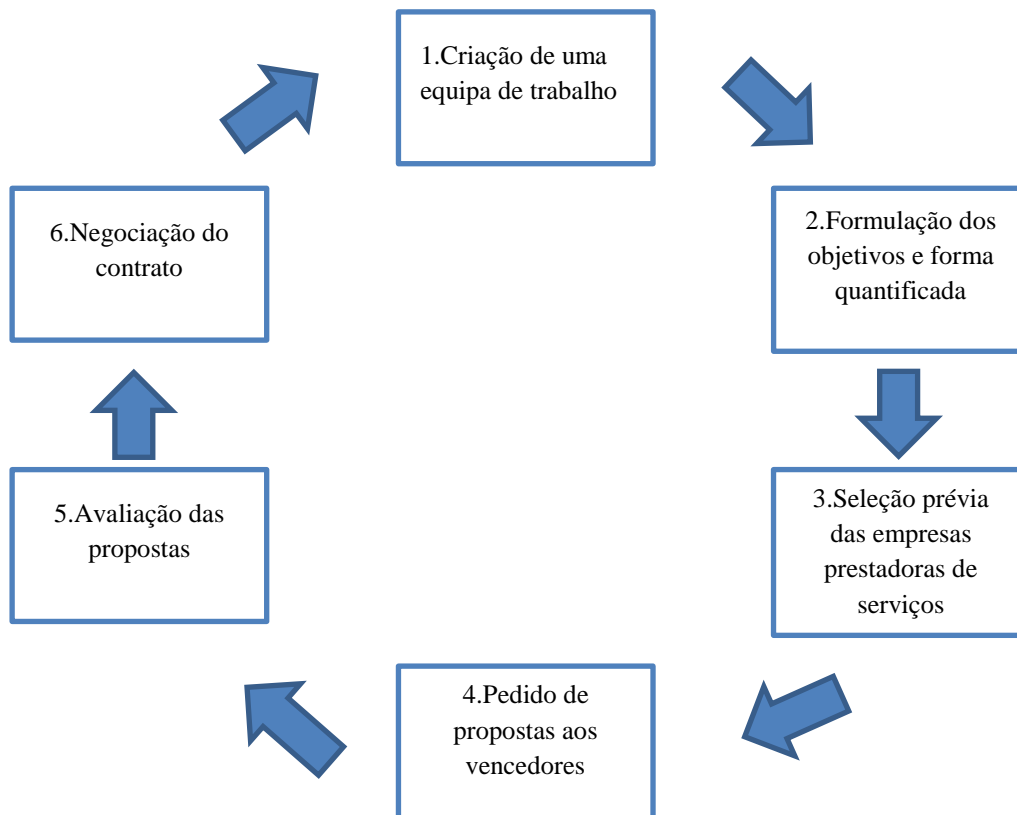 1.Criação de uma
equipa de trabalho
2.Formulação dos
objetivos e forma
quantificada
3.Seleção prévia
das empresas
prestadoras de
serviços
4.Pedido de
propostas aos
vencedores
5.Avaliação das
propostas
6.Negociação do
contrato